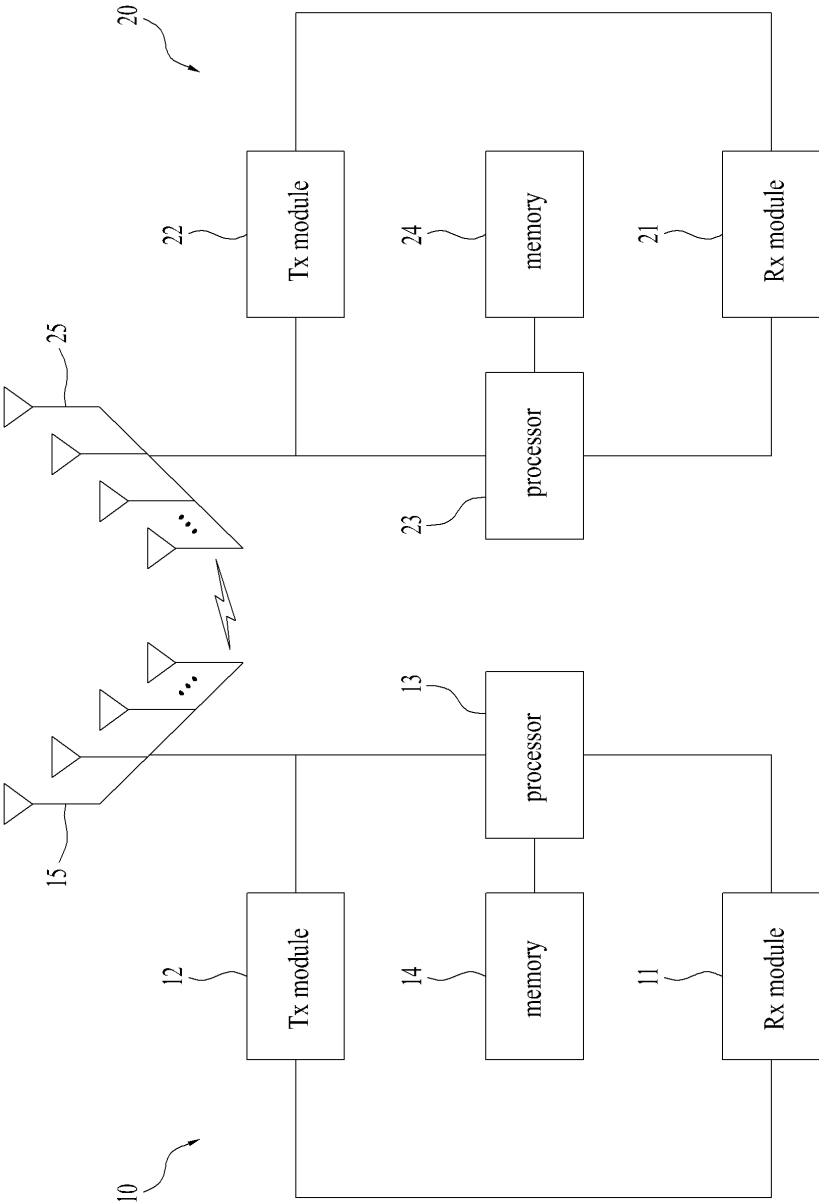 15
25
10
20
12
22
Tx module
Tx module
14
13
23
24
memory
processor
processor
memory
11
21
Rx module
Rx module